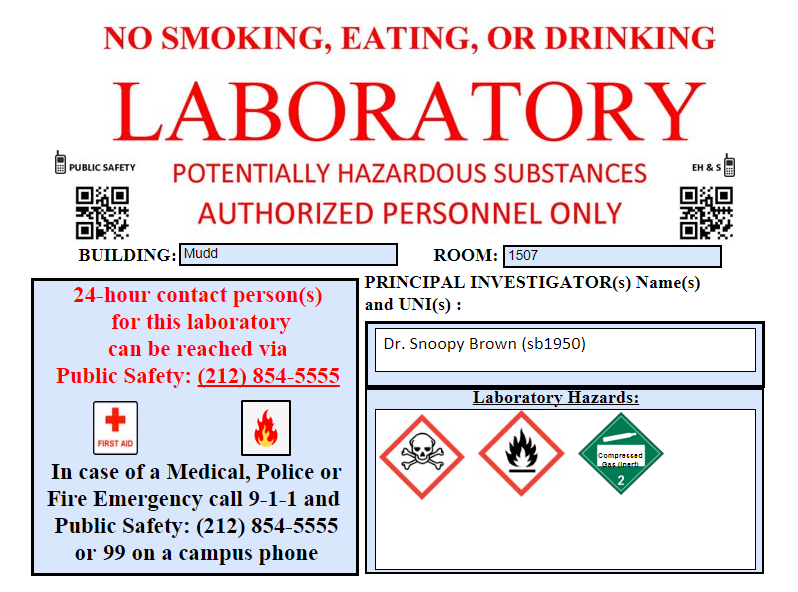 NO SMOKING, EATING, OR DRINKING
LABORATORY
PUBLIC SAFETY
POTENTIALLY HAZARDOUS SUBSTANCES
EH & S
AUTHORIZED PERSONNEL ONLY
BUILDING: Mudd
ROOM: 1507
24-hour contact person(s)
for this laboratory
can be reached via
Public Safety: (212) 854-5555
FIRST AID
In case of a Medical, Police or
Fire Emergency call 9-1-1 and
Public Safety: (212) 854-5555
or 99 on a campus phone
PRINCIPAL INVESTIGATOR(s) Name(s)
and UNI(s) :
Dr. Snoopy Brown (sb1950)
Laboratory Hazards:
Compressed
Gas (Inert)
2